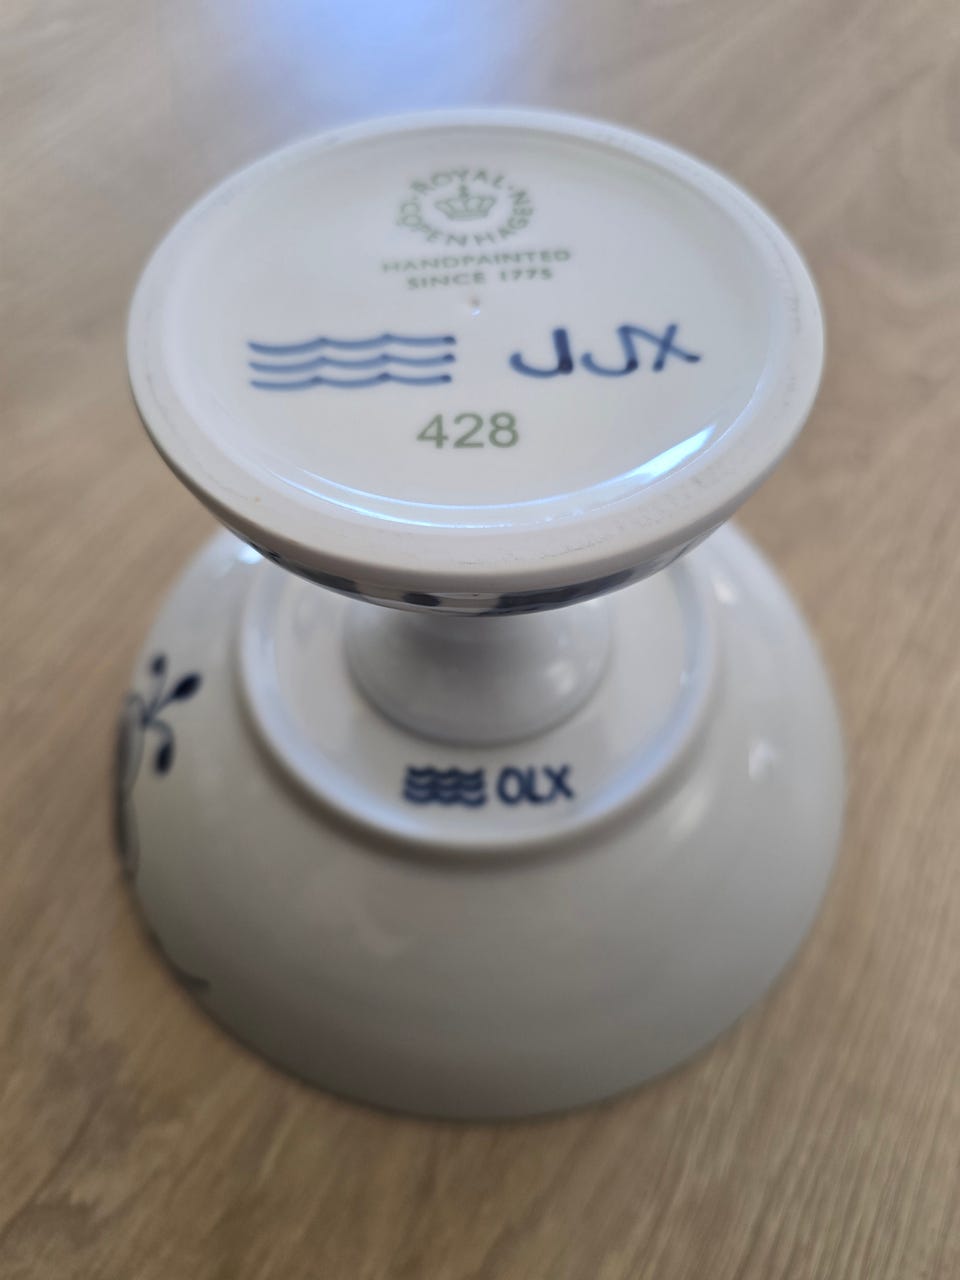 ROYAL COPENHAGEN
HANDPAINTED
SINCE 1775
JJX
428
OLX